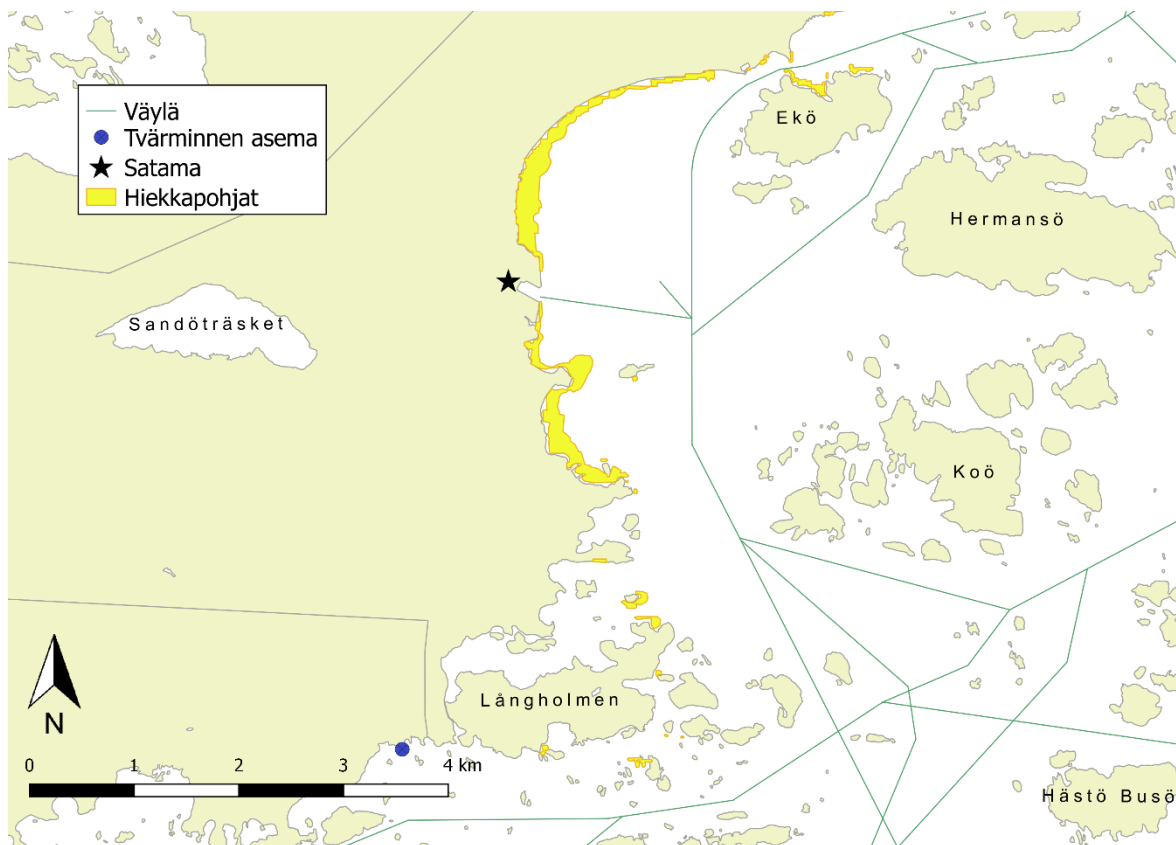 Väylä
Tvärminnen asema
Satama
Hiekkapohjat
Ekö
Hermansö
Sandöträsket
Koö
Långholmen
N
0 1 2 3 4 km
Hästö Busö